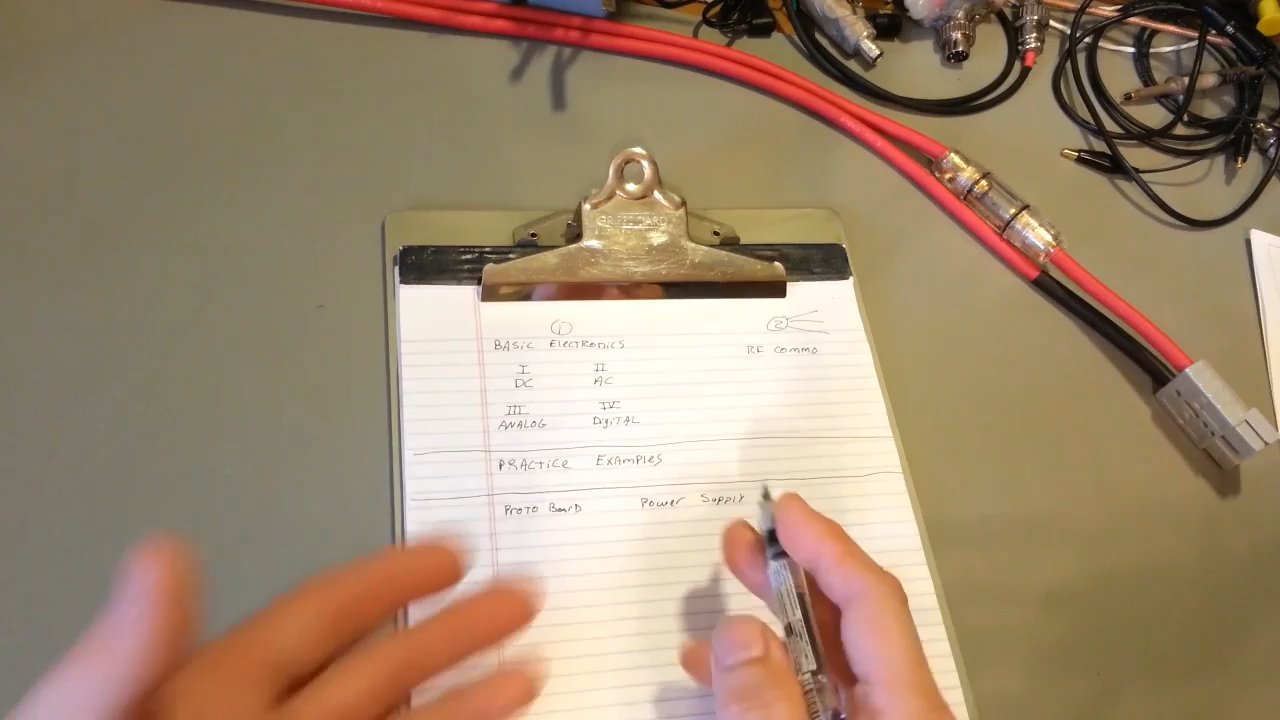 ① ②
BASIC ELECTRONICS RF COMMO
I II
DC AC
III IV
ANALOG DIGITAL
PRACTICE EXAMPLES
PROTO BOARD POWER SUPPLY